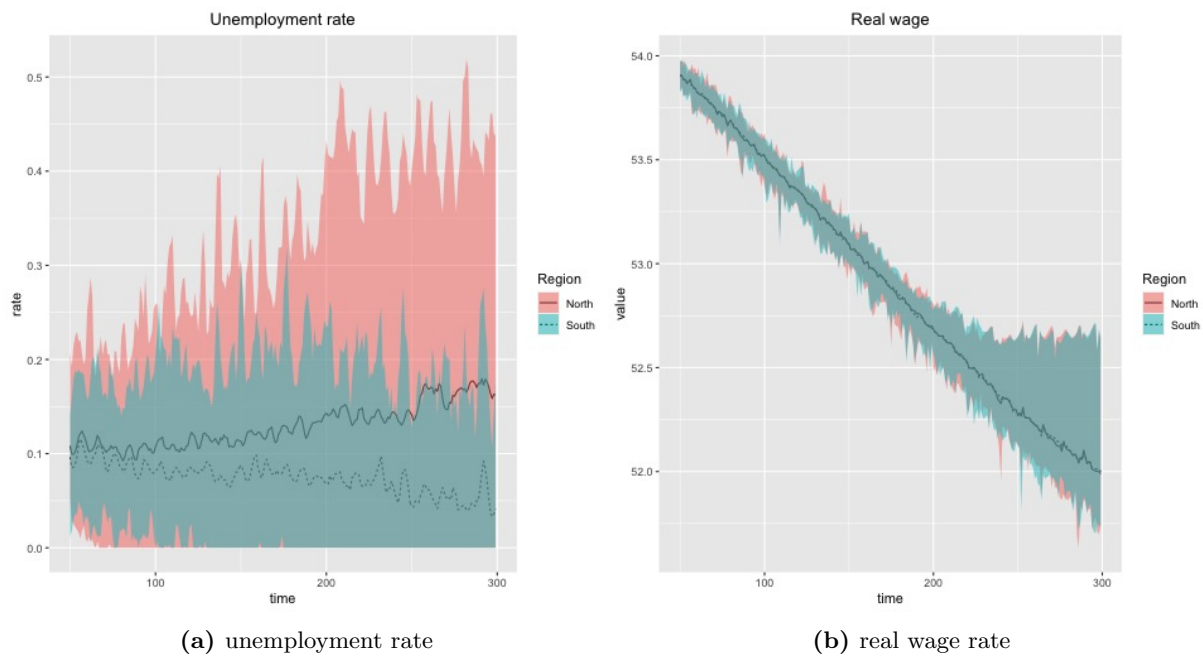 Unemployment rate
0.5
0.4
0.3
0.2
0.1
0.0
rate
100
200
300
time
Region
North
South
(a) unemployment rate
Real wage
54.0
53.5
53.0
52.5
52.0
value
100
200
300
time
Region
North
South
(b) real wage rate